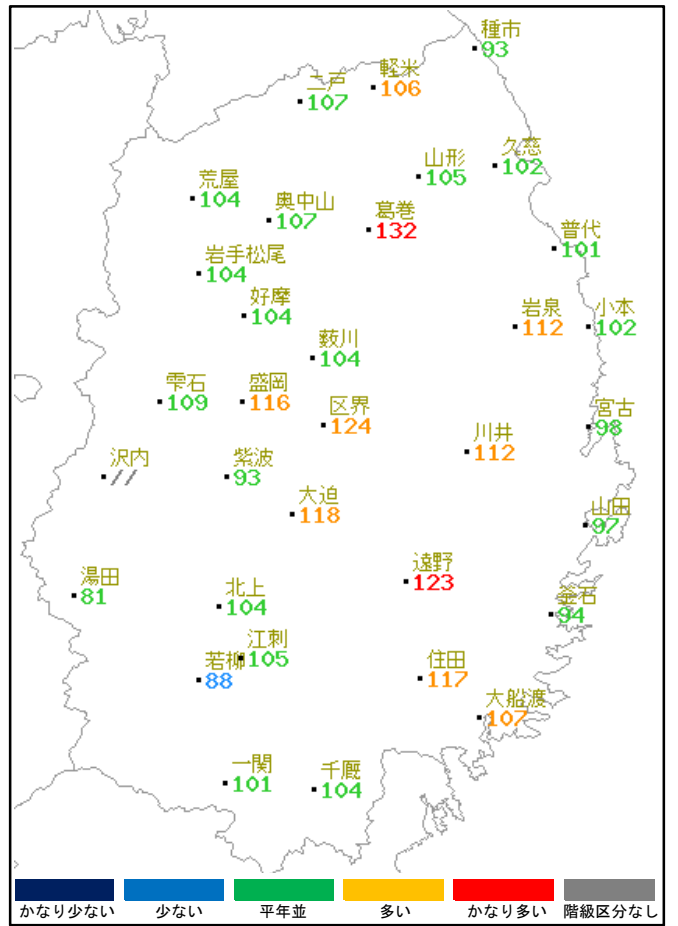 種市
93
軽米
106
二戸
107
久慈
102
山形
105
荒屋
104
奥中山
107
葛巻
132
普代
101
岩手松尾
104
好摩
104
岩泉
112
小本
102
薮川
104
雫石
109
盛岡
116
区界
124
宮古
98
川井
112
沢内
//
紫波
93
大迫
118
山田
97
湯田
81
北上
104
遠野
123
釜石
94
江刺
105
若柳
88
住田
117
大船渡
107
一関
101
千厩
104
かなり少ない 少ない 平年並 多い かなり多い 階級区分なし